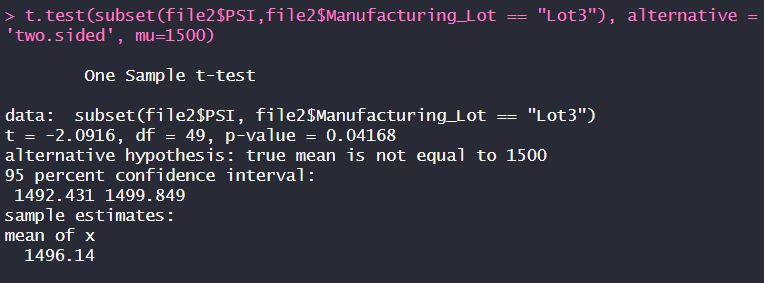 > t.test(subset(file2$PSI,file2$Manufacturing_Lot == "Lot3"), alternative =
'two.sided', mu=1500)
One Sample t-test
data:  subset(file2$PSI, file2$Manufacturing_Lot == "Lot3")
t = -2.0916, df = 49, p-value = 0.04168
alternative hypothesis: true mean is not equal to 1500
95 percent confidence interval:
1492.431 1499.849
sample estimates:
mean of x
1496.14